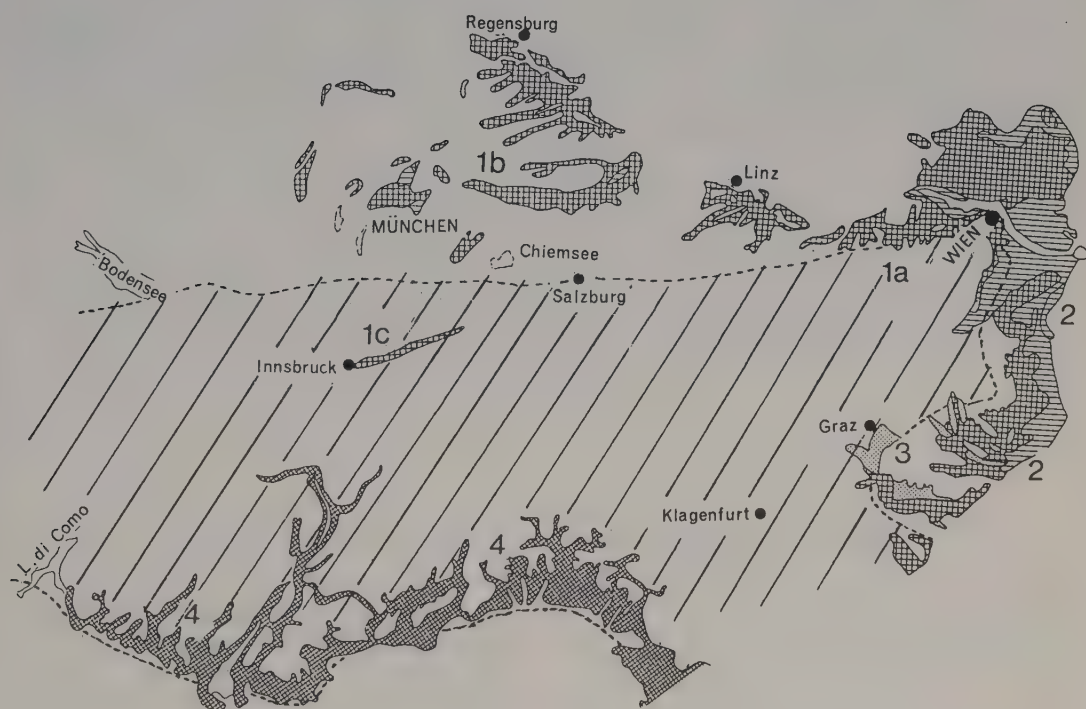 Regensburg
Linz
1b
MÜNCHEN
WIEN
Chiemsee
Bodensee
1a
Salzburg
2
1c
Innsbruck
Graz
3
2
Klagenfurt
4
L. di Como
4